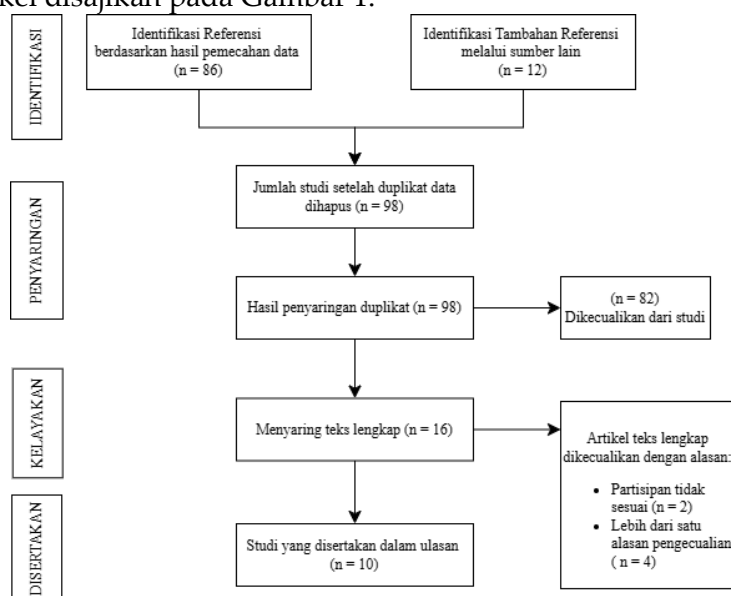 kel disajikan pada Gambar 1.
IDENTIFIKASI
Identifikasi Referensi
berdasarkan hasil pemecahan data
(n = 86)
Identifikasi Tambahan Referensi
melalui sumber lain
(n = 12)
PENYARINGAN
Jumlah studi setelah duplikat data
dihapus (n = 98)
Hasil penyaringan duplikat (n = 98)
(n = 82)
Dikecualikan dari studi
KELAYAKAN
Menyaring teks lengkap (n = 16)
Artikel teks lengkap
dikecualikan dengan alasan:
• Partisipan tidak
sesuai (n = 2)
• Lebih dari satu
alasan pengecualian
( n = 4)
DISERTAKAN
Studi yang disertakan dalam ulasan
(n = 10)